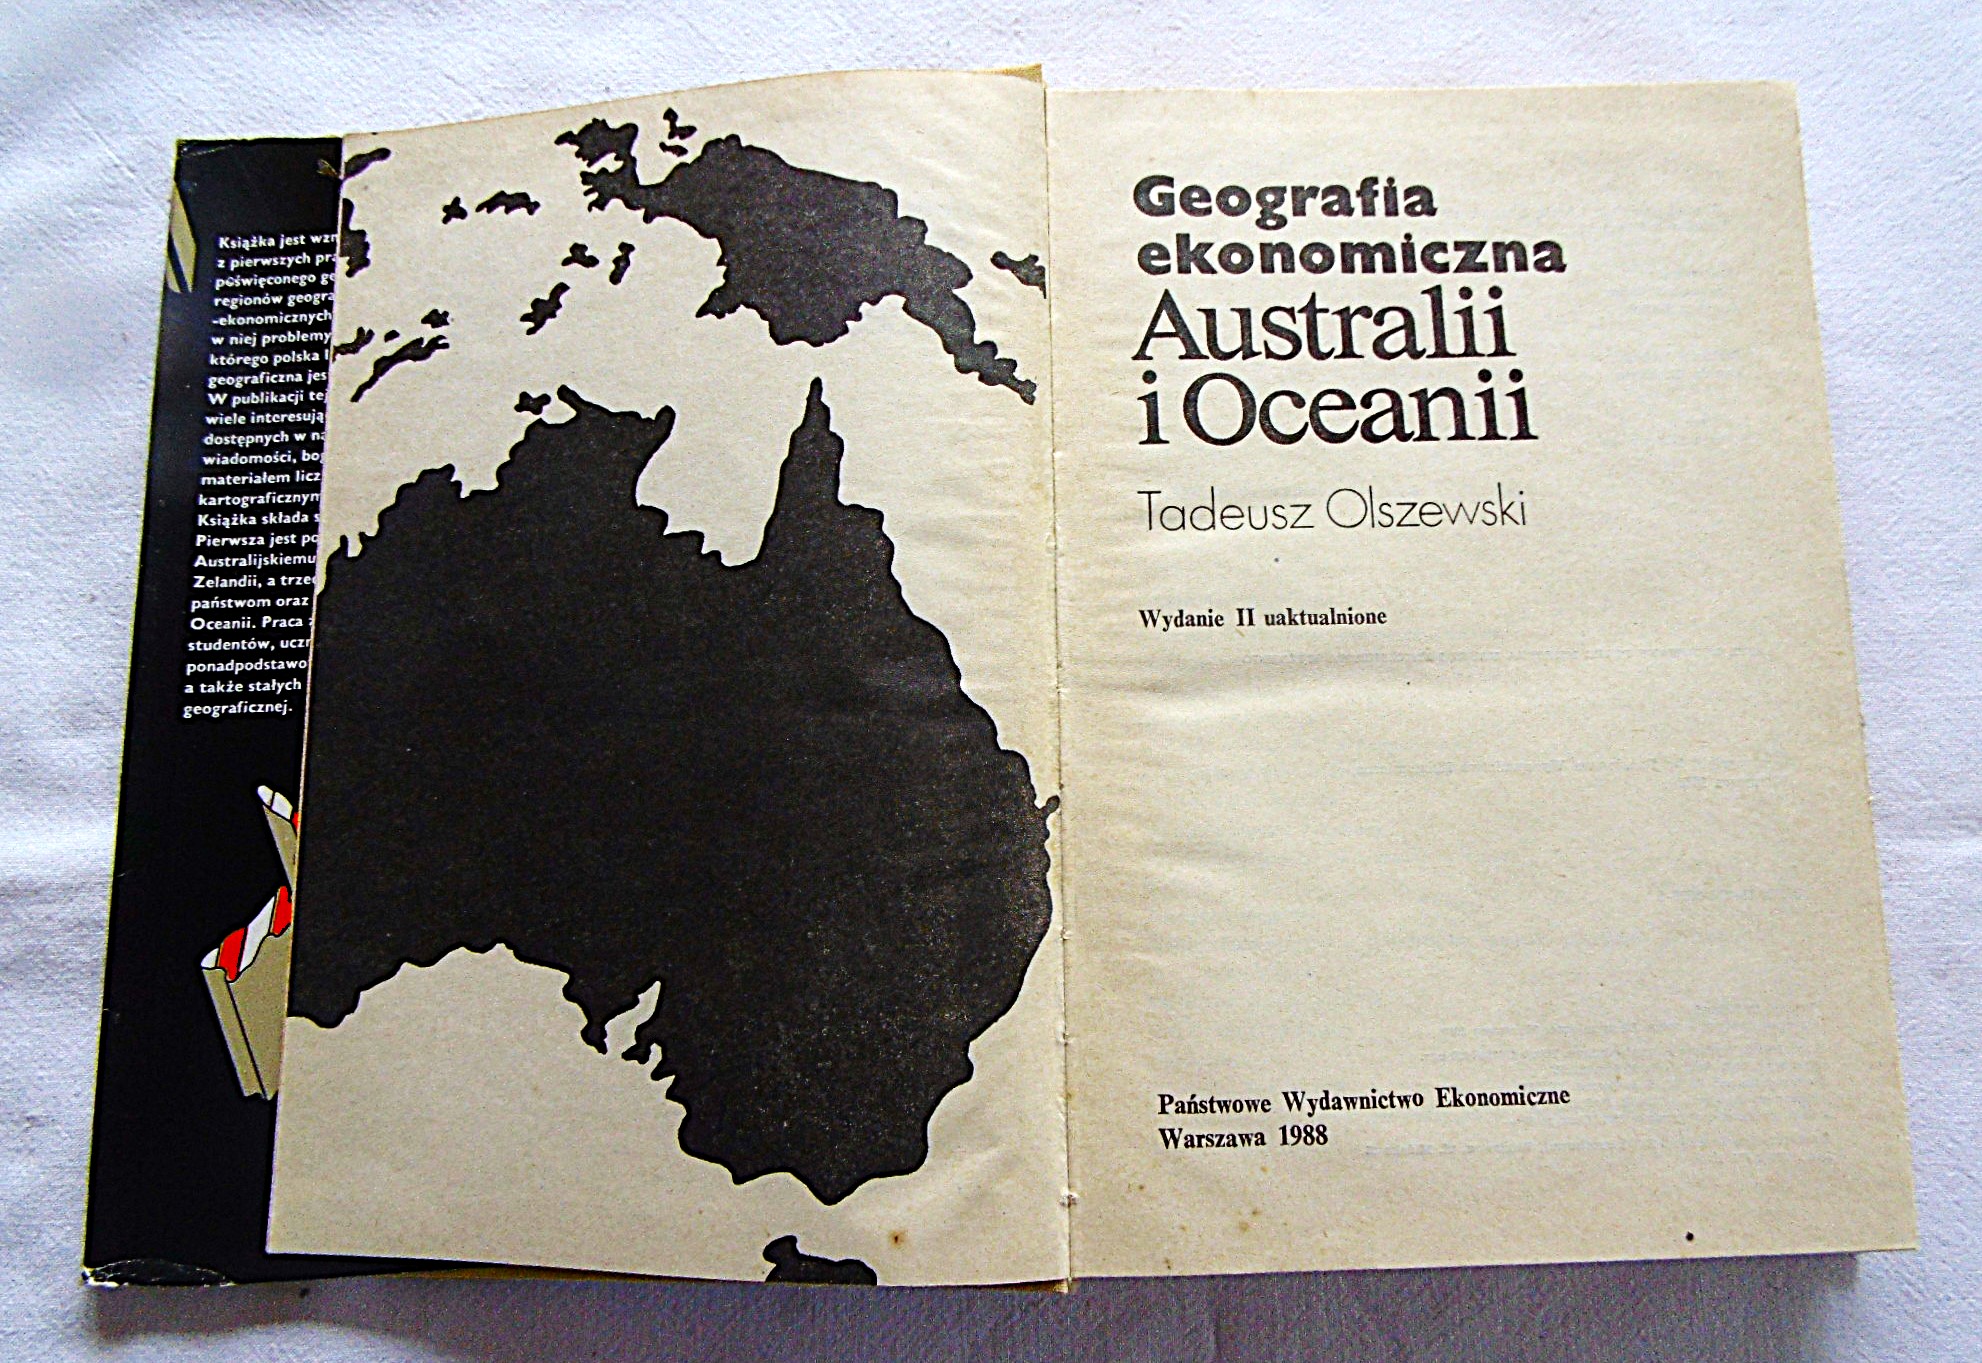 Książka jest
z pierwszych
poświęconego
regionów
-ekonomicznych
w niej problemy
którego polska
geograficzna
W publikacji
wiele
dostępnych w
wiadomości,
materiałem
kartograficznym
Książka składa
Pierwsza jest
Australijskiemu
Zelandii, a
państwom oraz
Oceanii. Praca
studentów,
a także stałych
geograficznej.
Geografia
ekonomiczna
Australii
i Oceanii
Tadeusz Olszewski
Wydanie II uaktualnione
Państwowe Wydawnictwo Ekonomiczne
Warszawa 1988